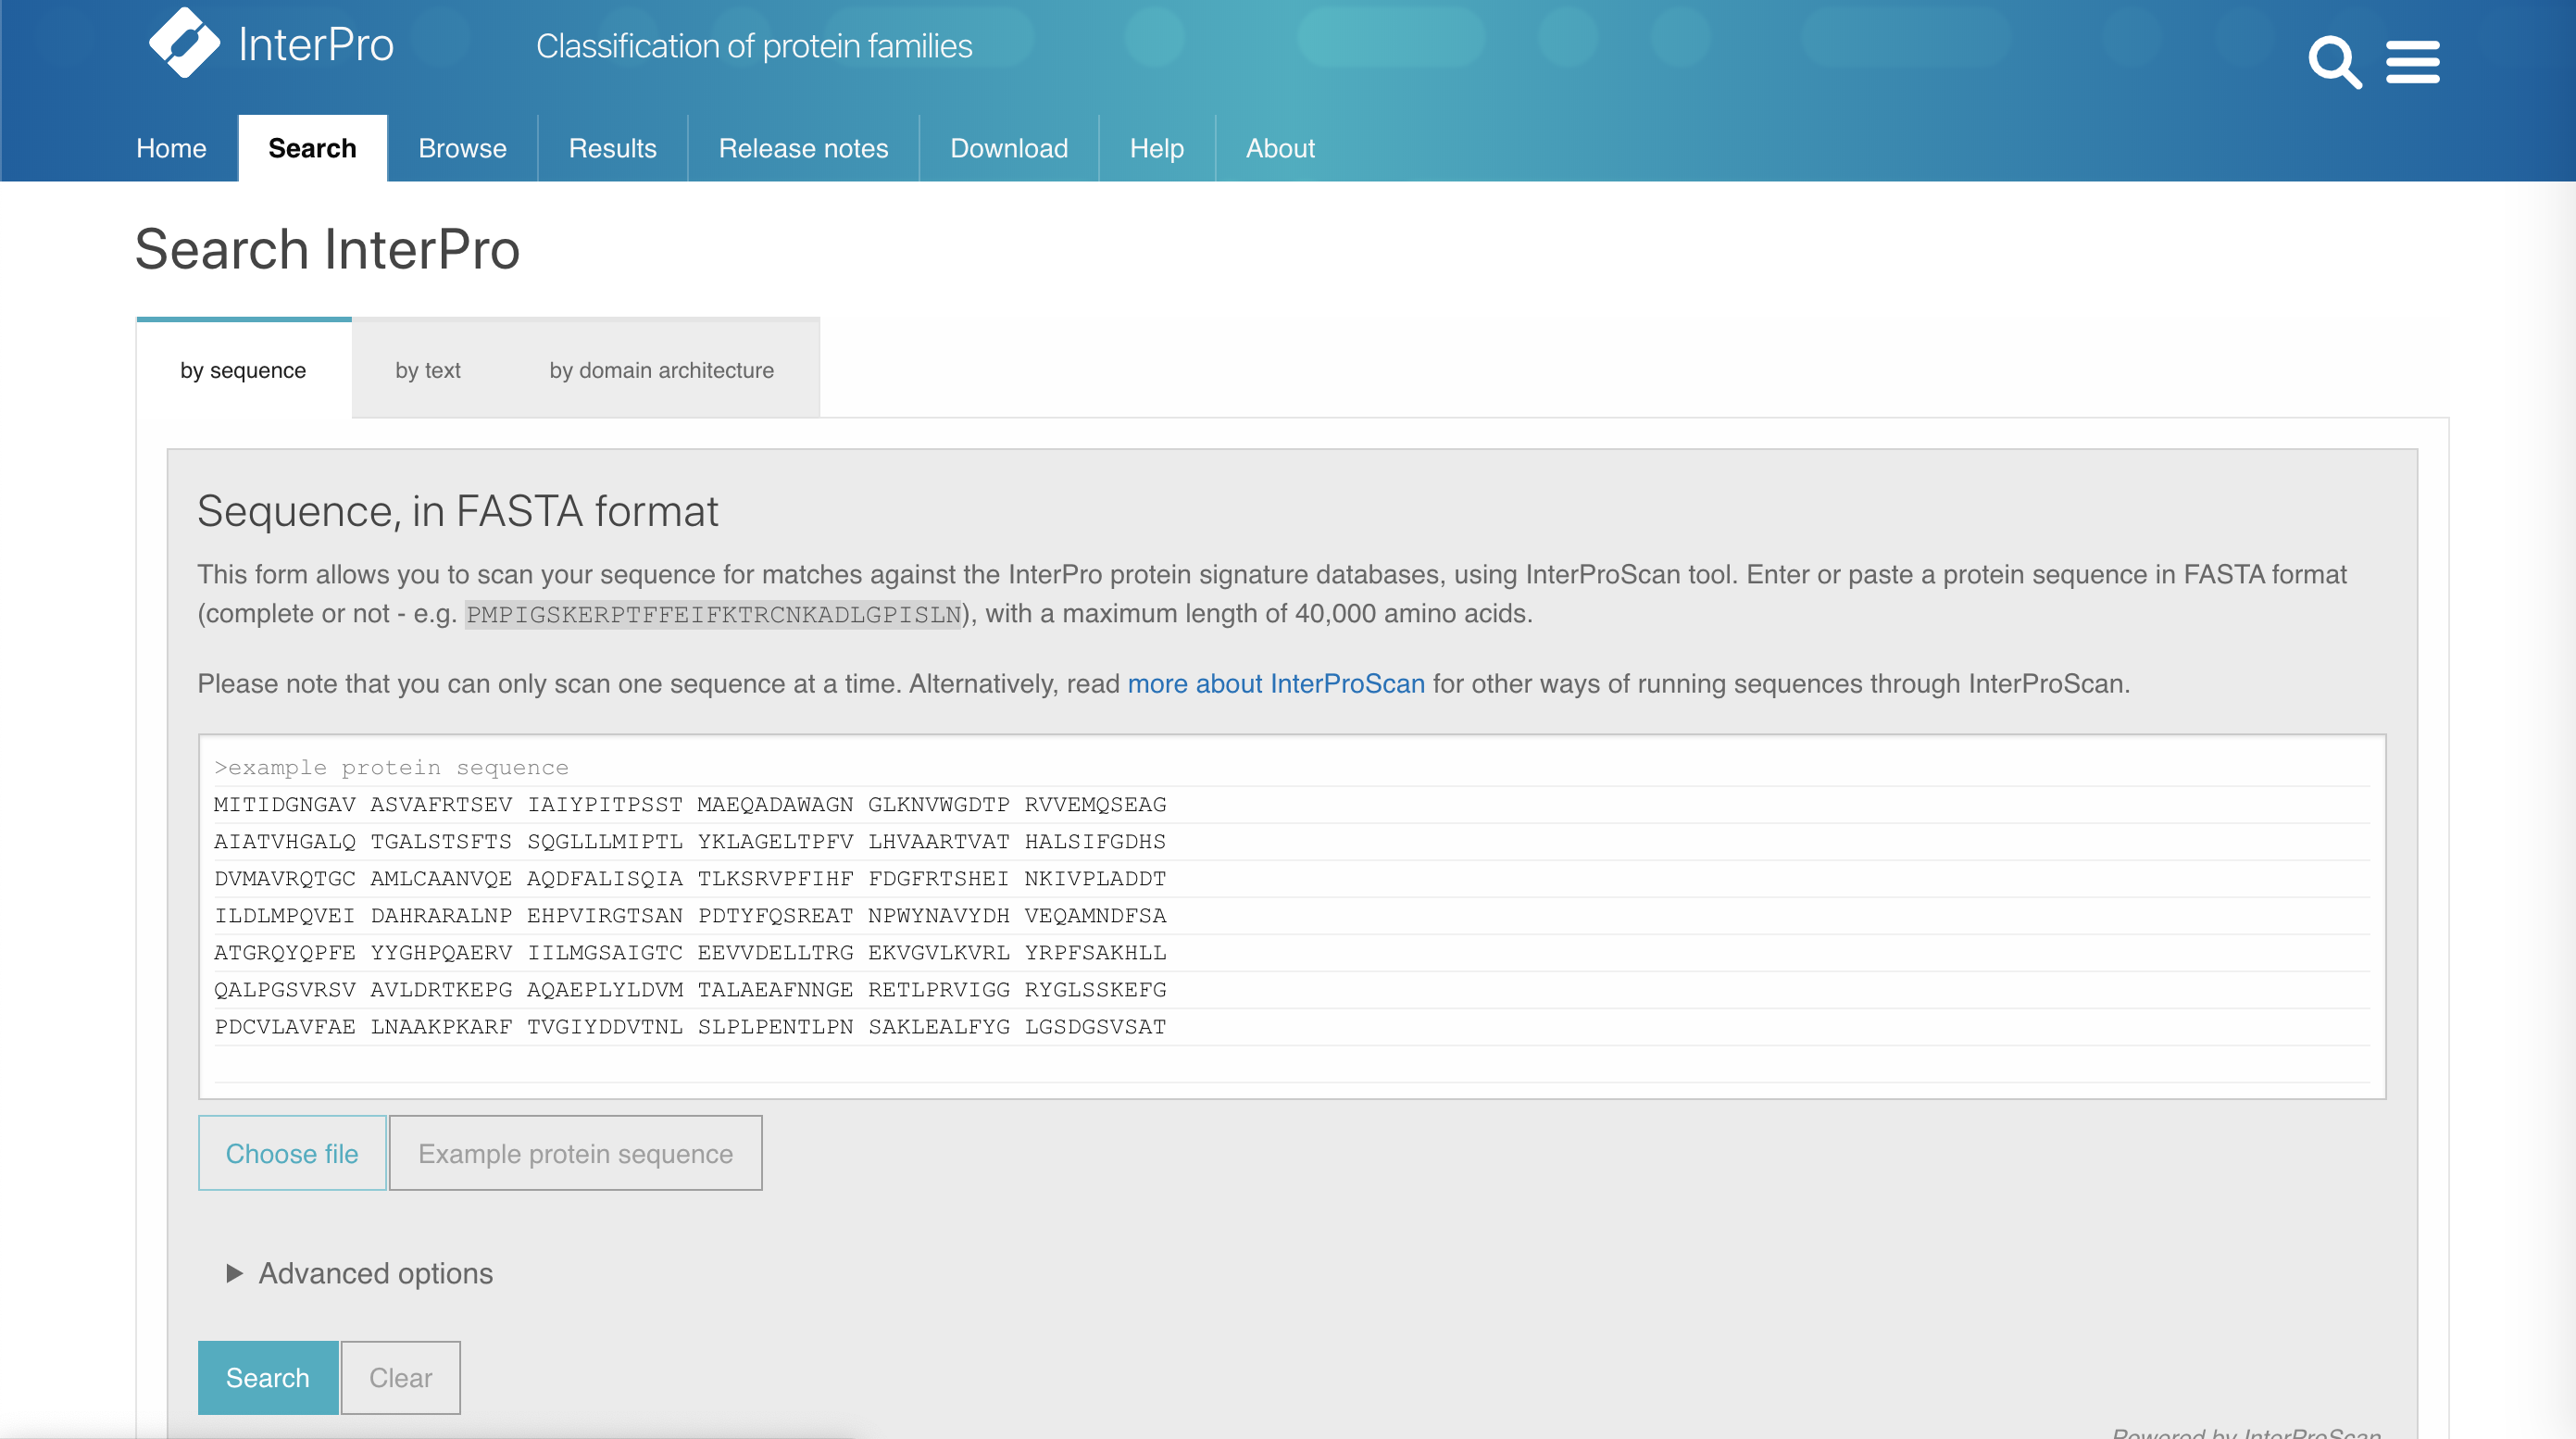 InterPro
Classification of protein families
Home
Search
Browse
Results
Release notes
Download
Help
About
Search InterPro
by sequence
by text
by domain architecture
Sequence, in FASTA format
This form allows you to scan your sequence for matches against the InterPro protein signature databases, using InterProScan tool. Enter or paste a protein sequence in FASTA format
(complete or not - e.g. PMPIGSKERPTFFEIFKTRCNKADLGPISLN), with a maximum length of 40,000 amino acids.
Please note that you can only scan one sequence at a time. Alternatively, read more about InterProScan for other ways of running sequences through InterProScan.
>example protein sequence
MITIDGNGAV ASVAFRTSEV IAIYPITPSST MAEQADAWAGN GLKNVWGDTP RVVEMQSEAG
AIATVHGALQ TGALSTSFTS SQGLLLMIPTL YKLAGELTPFV LHVAARTVAT HALSIFGDHS
DVMAVRQTGC AMLCAANVQE AQDFALISQIA TLKSRVPFIHF FDGFRTSHEI NKIVPLADDT
ILDLMPQVEI DAHRARALNP EHPVIRGTSAN PDTYFQSREAT NPWYNAVYDH VEQAMNDFSA
ATGRQYQPFE YYGHPQAERV IILMGSAIGTC EEVVDELLTRG EKVGVLKVRL YRPFSAKHLL
QALPGSVRSV AVLDRTKEPG AQAEPLYLDVM TALAEAFNNGE RETLPRVIGG RYGLSSKEFG
PDCVLAVFAE LNAAKPKARF TVGIYDDVTNL SLPLPENTLPN SAKLEALFYG LGSDGSVSAT
Choose file
Example protein sequence
Advanced options
Search
Clear
Powered by InterProScan